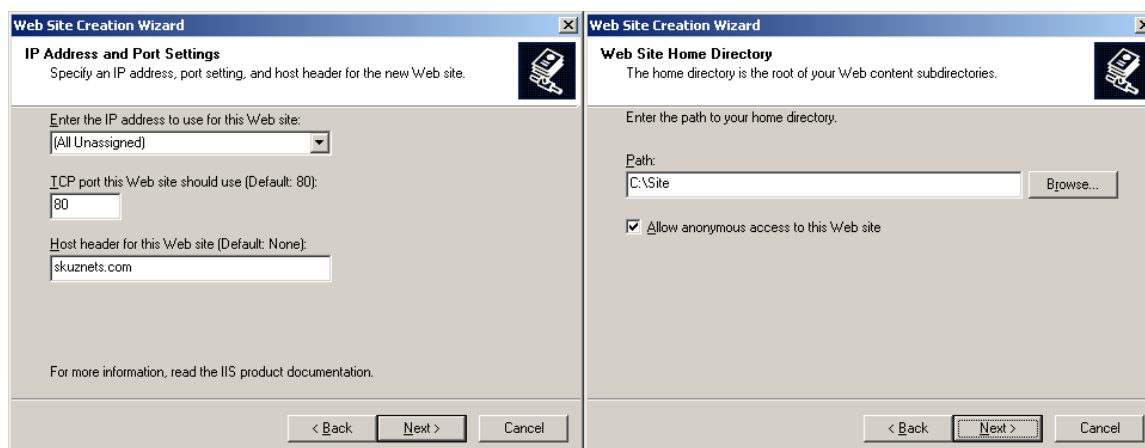 Web Site Creation Wizard
IP Address and Port Settings
Specify an IP address, port setting, and host header for the new Web site.
Enter the IP address to use for this Web site:
(All Unassigned)
TCP port this Web site should use (Default: 80):
80
Host header for this Web site (Default: None):
skuznets.com
For more information, read the IIS product documentation.
< Back
Next >
Cancel
Web Site Creation Wizard
Web Site Home Directory
The home directory is the root of your Web content subdirectories.
Enter the path to your home directory.
Path:
C:\Site
Browse...
Allow anonymous access to this Web site
< Back
Next >
Cancel